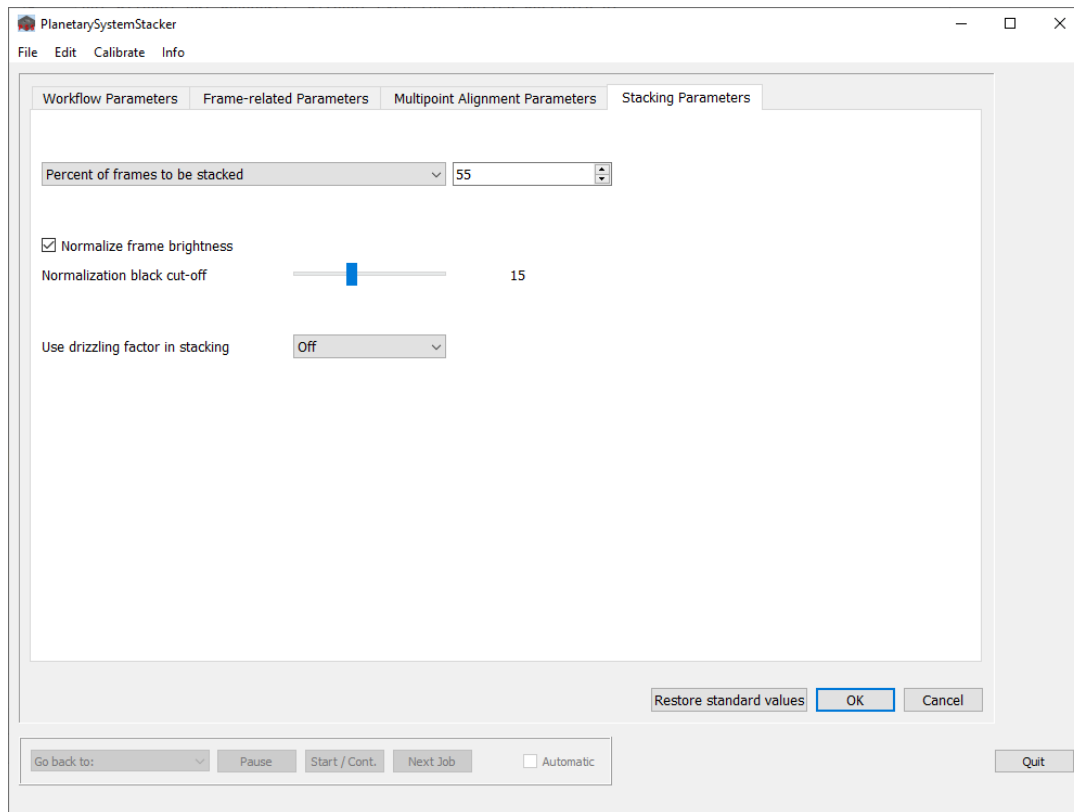 PlanetarySystemStacker
File Edit Calibrate Info
Workflow Parameters Frame-related Parameters Multipoint Alignment Parameters Stacking Parameters
Percent of frames to be stacked 55
Normalize frame brightness
Normalization black cut-off 15
Use drizzling factor in stacking Off
Restore standard values OK Cancel
Go back to: Pause Start / Cont. Next Job Automatic Quit